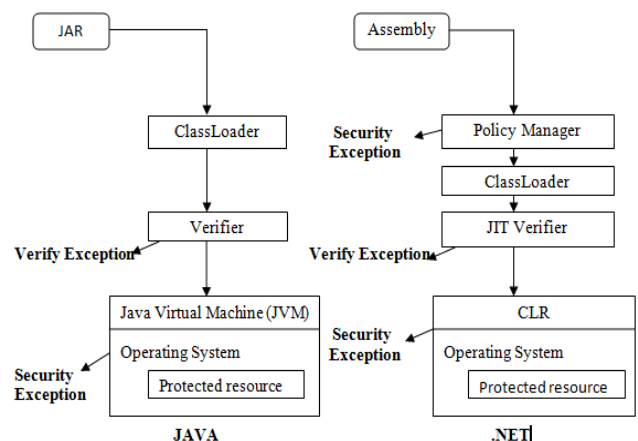 JAR
ClassLoader
Verifier
Verify Exception
Java Virtual Machine (JVM)
Operating System
Security
Exception
Protected resource
JAVA
Assembly
Security
Exception
Policy Manager
ClassLoader
JIT Verifier
Verify Exception
CLR
Security
Exception
Operating System
Protected resource
.NET